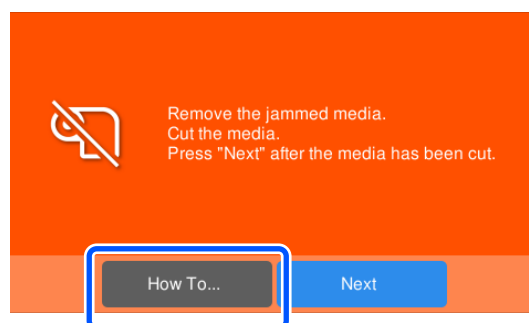 Remove the jammed media.
Cut the media.
Press "Next" after the media has been cut.
How To...
Next